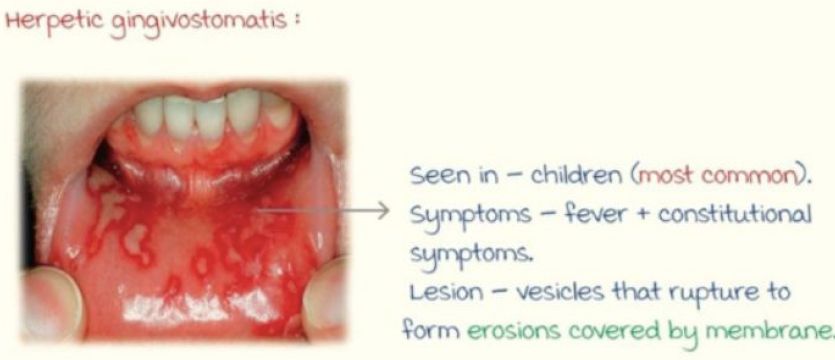 Herpetic gingivostomatis :
Seen in – children (most common).
Symptoms – fever + constitutional
symptoms.
Lesion – vesicles that rupture to
form erosions covered by membrane.